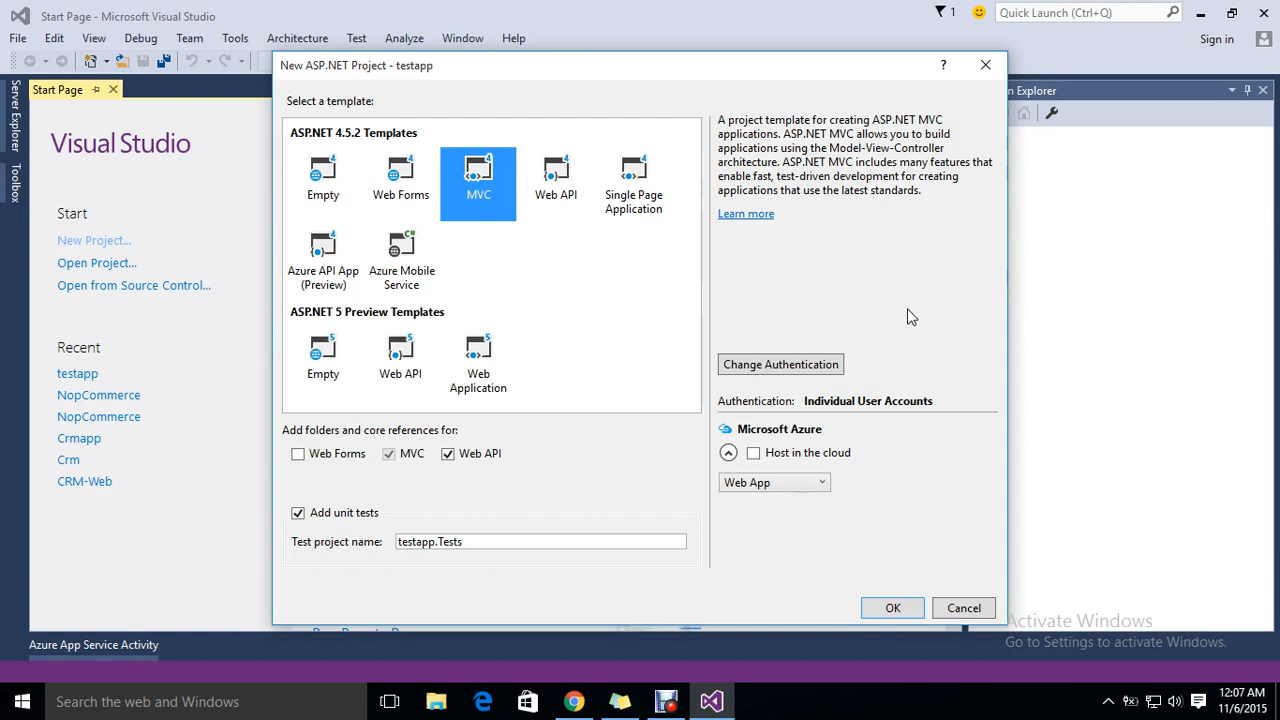 Start Page - Microsoft Visual Studio
1
Quick Launch (Ctrl+Q)
File Edit View Debug Team Tools Architecture Test Analyze Window Help
Sign in
Server Explorer
Toolbox
Start Page
n Explorer
Visual Studio
Start
New Project...
Open Project...
Open from Source Control...
Recent
testapp
NopCommerce
NopCommerce
Crmapp
Crm
CRM-Web
New ASP.NET Project - testapp
?
Select a template:
ASP.NET 4.5.2 Templates
4
Empty
4
Web Forms
4
MVC
4
Web API
4
Single Page
Application
4
Azure API App
(Preview)
C#
Azure Mobile
Service
ASP.NET 5 Preview Templates
5
Empty
5
Web API
5
Web
Application
Add folders and core references for:
Web Forms MVC Web API
Add unit tests
Test project name: testapp.Tests
A project template for creating ASP.NET MVC
applications. ASP.NET MVC allows you to build
applications using the Model-View-Controller
architecture. ASP.NET MVC includes many features that
enable fast, test-driven development for creating
applications that use the latest standards.
Learn more
Change Authentication
Authentication: Individual User Accounts
Microsoft Azure
Host in the cloud
Web App
OK Cancel
Activate Windows
Go to Settings to activate Windows.
Azure App Service Activity
Search the web and Windows
12:07 AM
11/6/2015